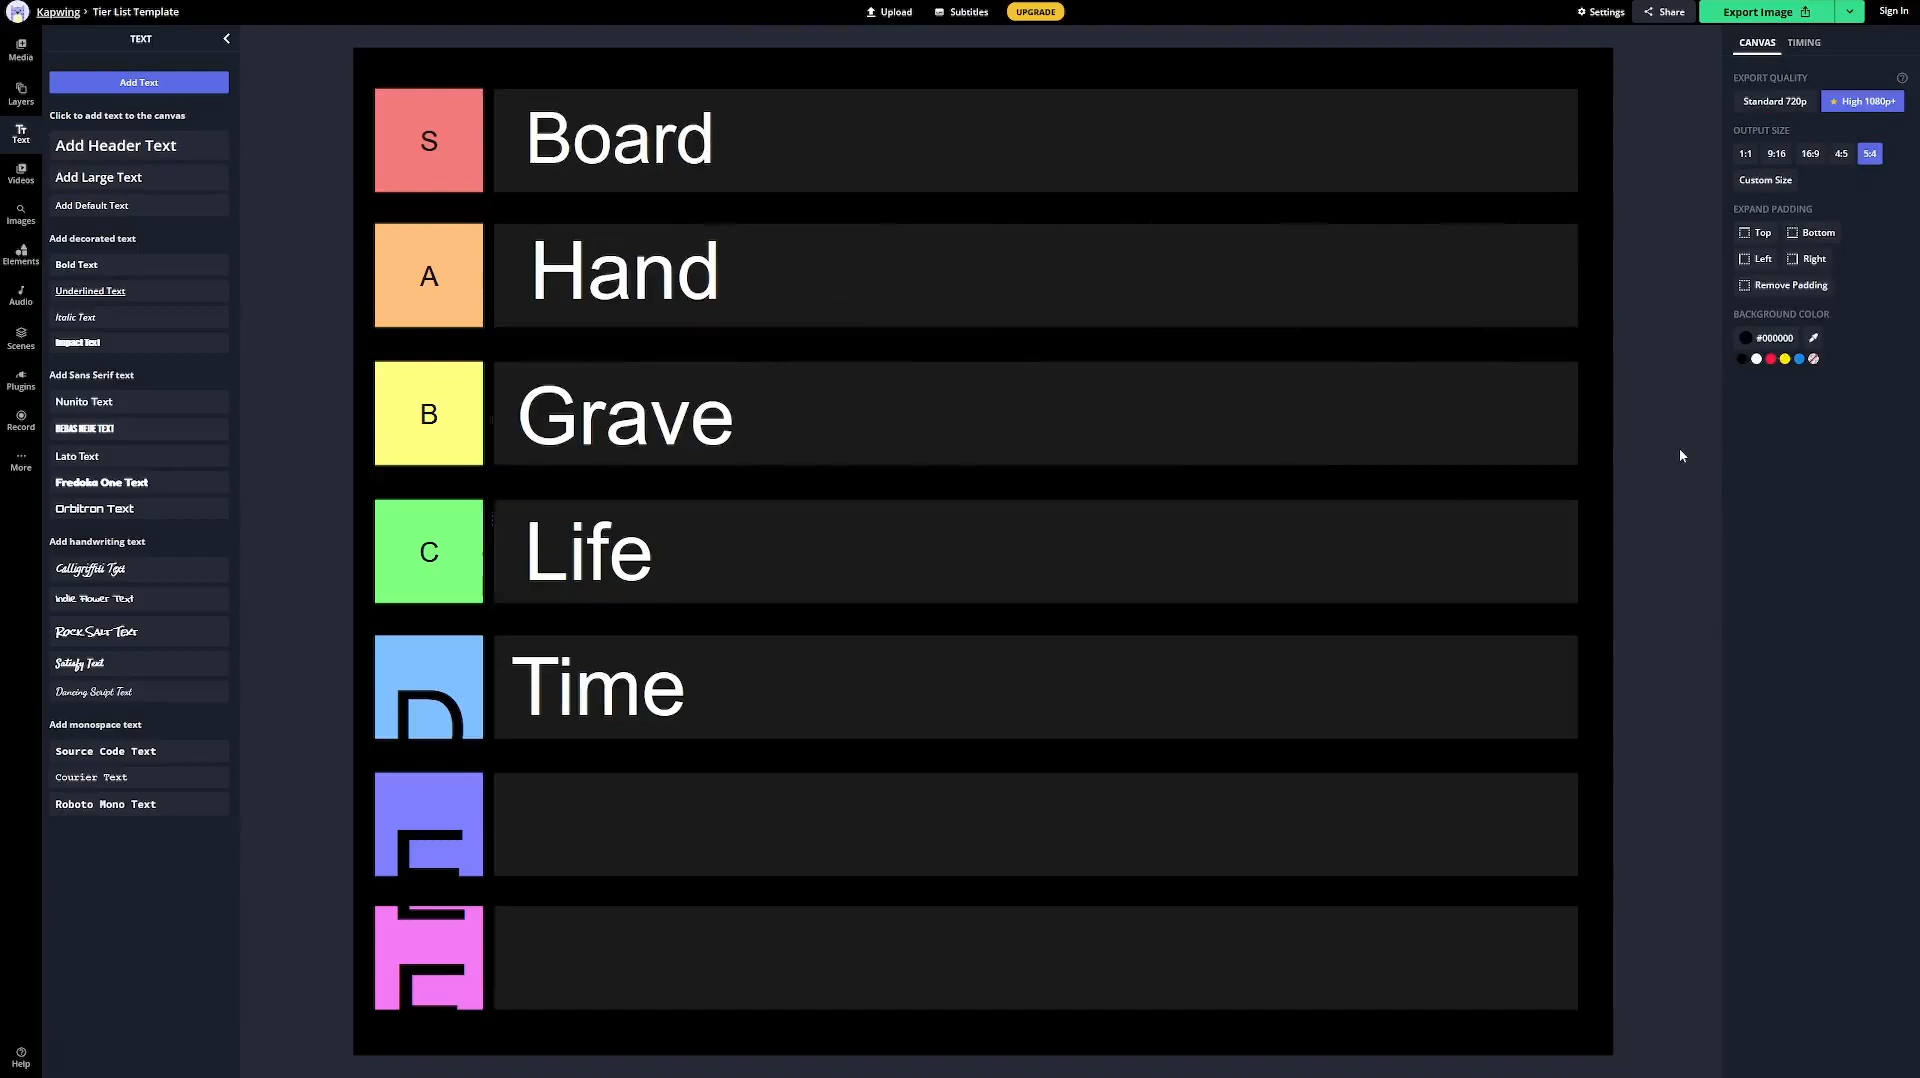 Kapwing › Tier List Template
Upload
Subtitles
UPGRADE
Settings
Share
Export Image
Sign In
Media
Layers
Text
Videos
Images
Elements
Audio
Scenes
Plugins
Record
More
Help
TEXT
Add Text
Click to add text to the canvas
Add Header Text
Add Large Text
Add Default Text
Add decorated text
Bold Text
Underlined Text
Italic Text
Impact Text
Add Sans Serif text
Nunito Text
BEBAS NEUE TEXT
Lato Text
Fredoka One Text
Orbitron Text
Add handwriting text
Calligraffiti Text
Indie Flower Text
Rock Salt Text
Satisfy Text
Dancing Script Text
Add monospace text
Source Code Text
Courier Text
Roboto Mono Text
S Board
A Hand
B Grave
C Life
D Time
E
CANVAS TIMING
EXPORT QUALITY
Standard 720p
High 1080p+
OUTPUT SIZE
1:1 9:16 16:9 4:5 5:4
Custom Size
EXPAND PADDING
Top Bottom
Left Right
Remove Padding
BACKGROUND COLOR
#000000